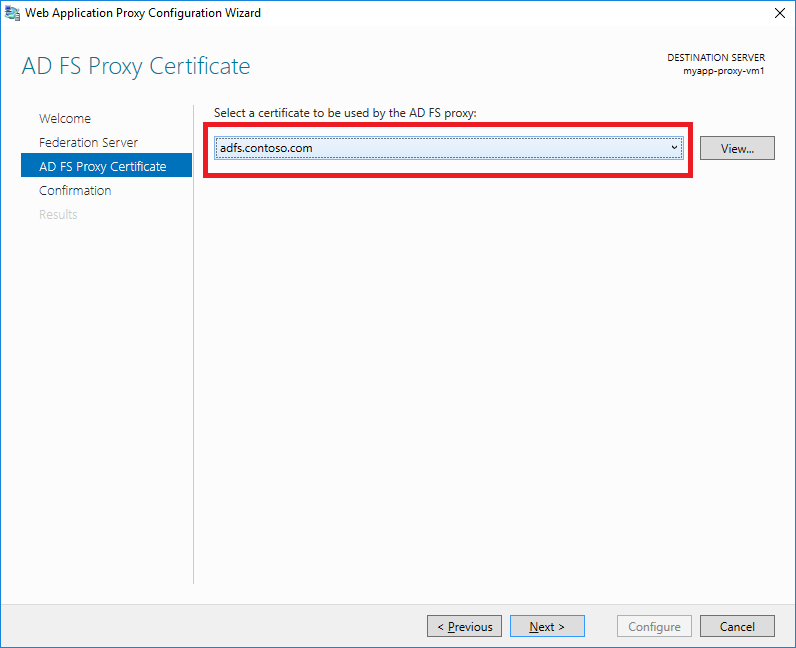 Web Application Proxy Configuration Wizard
AD FS Proxy Certificate
DESTINATION SERVER
myapp-proxy-vm1
Welcome
Federation Server
AD FS Proxy Certificate
Confirmation
Results
Select a certificate to be used by the AD FS proxy:
adfs.contoso.com
View...
< Previous
Next >
Configure
Cancel